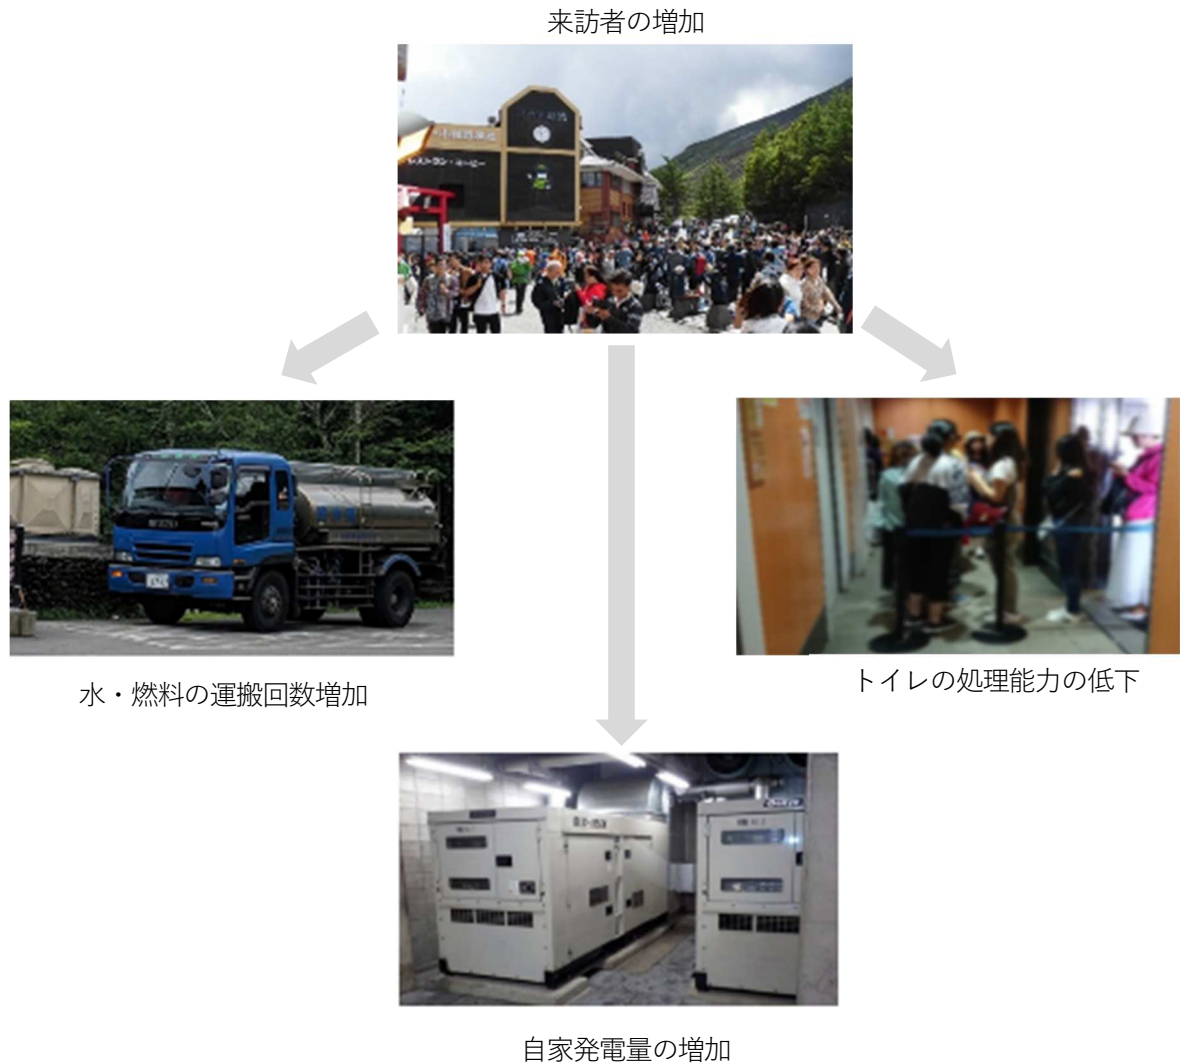 来訪者の増加
水・燃料の運搬回数増加
トイレの処理能力の低下
自家発電量の増加